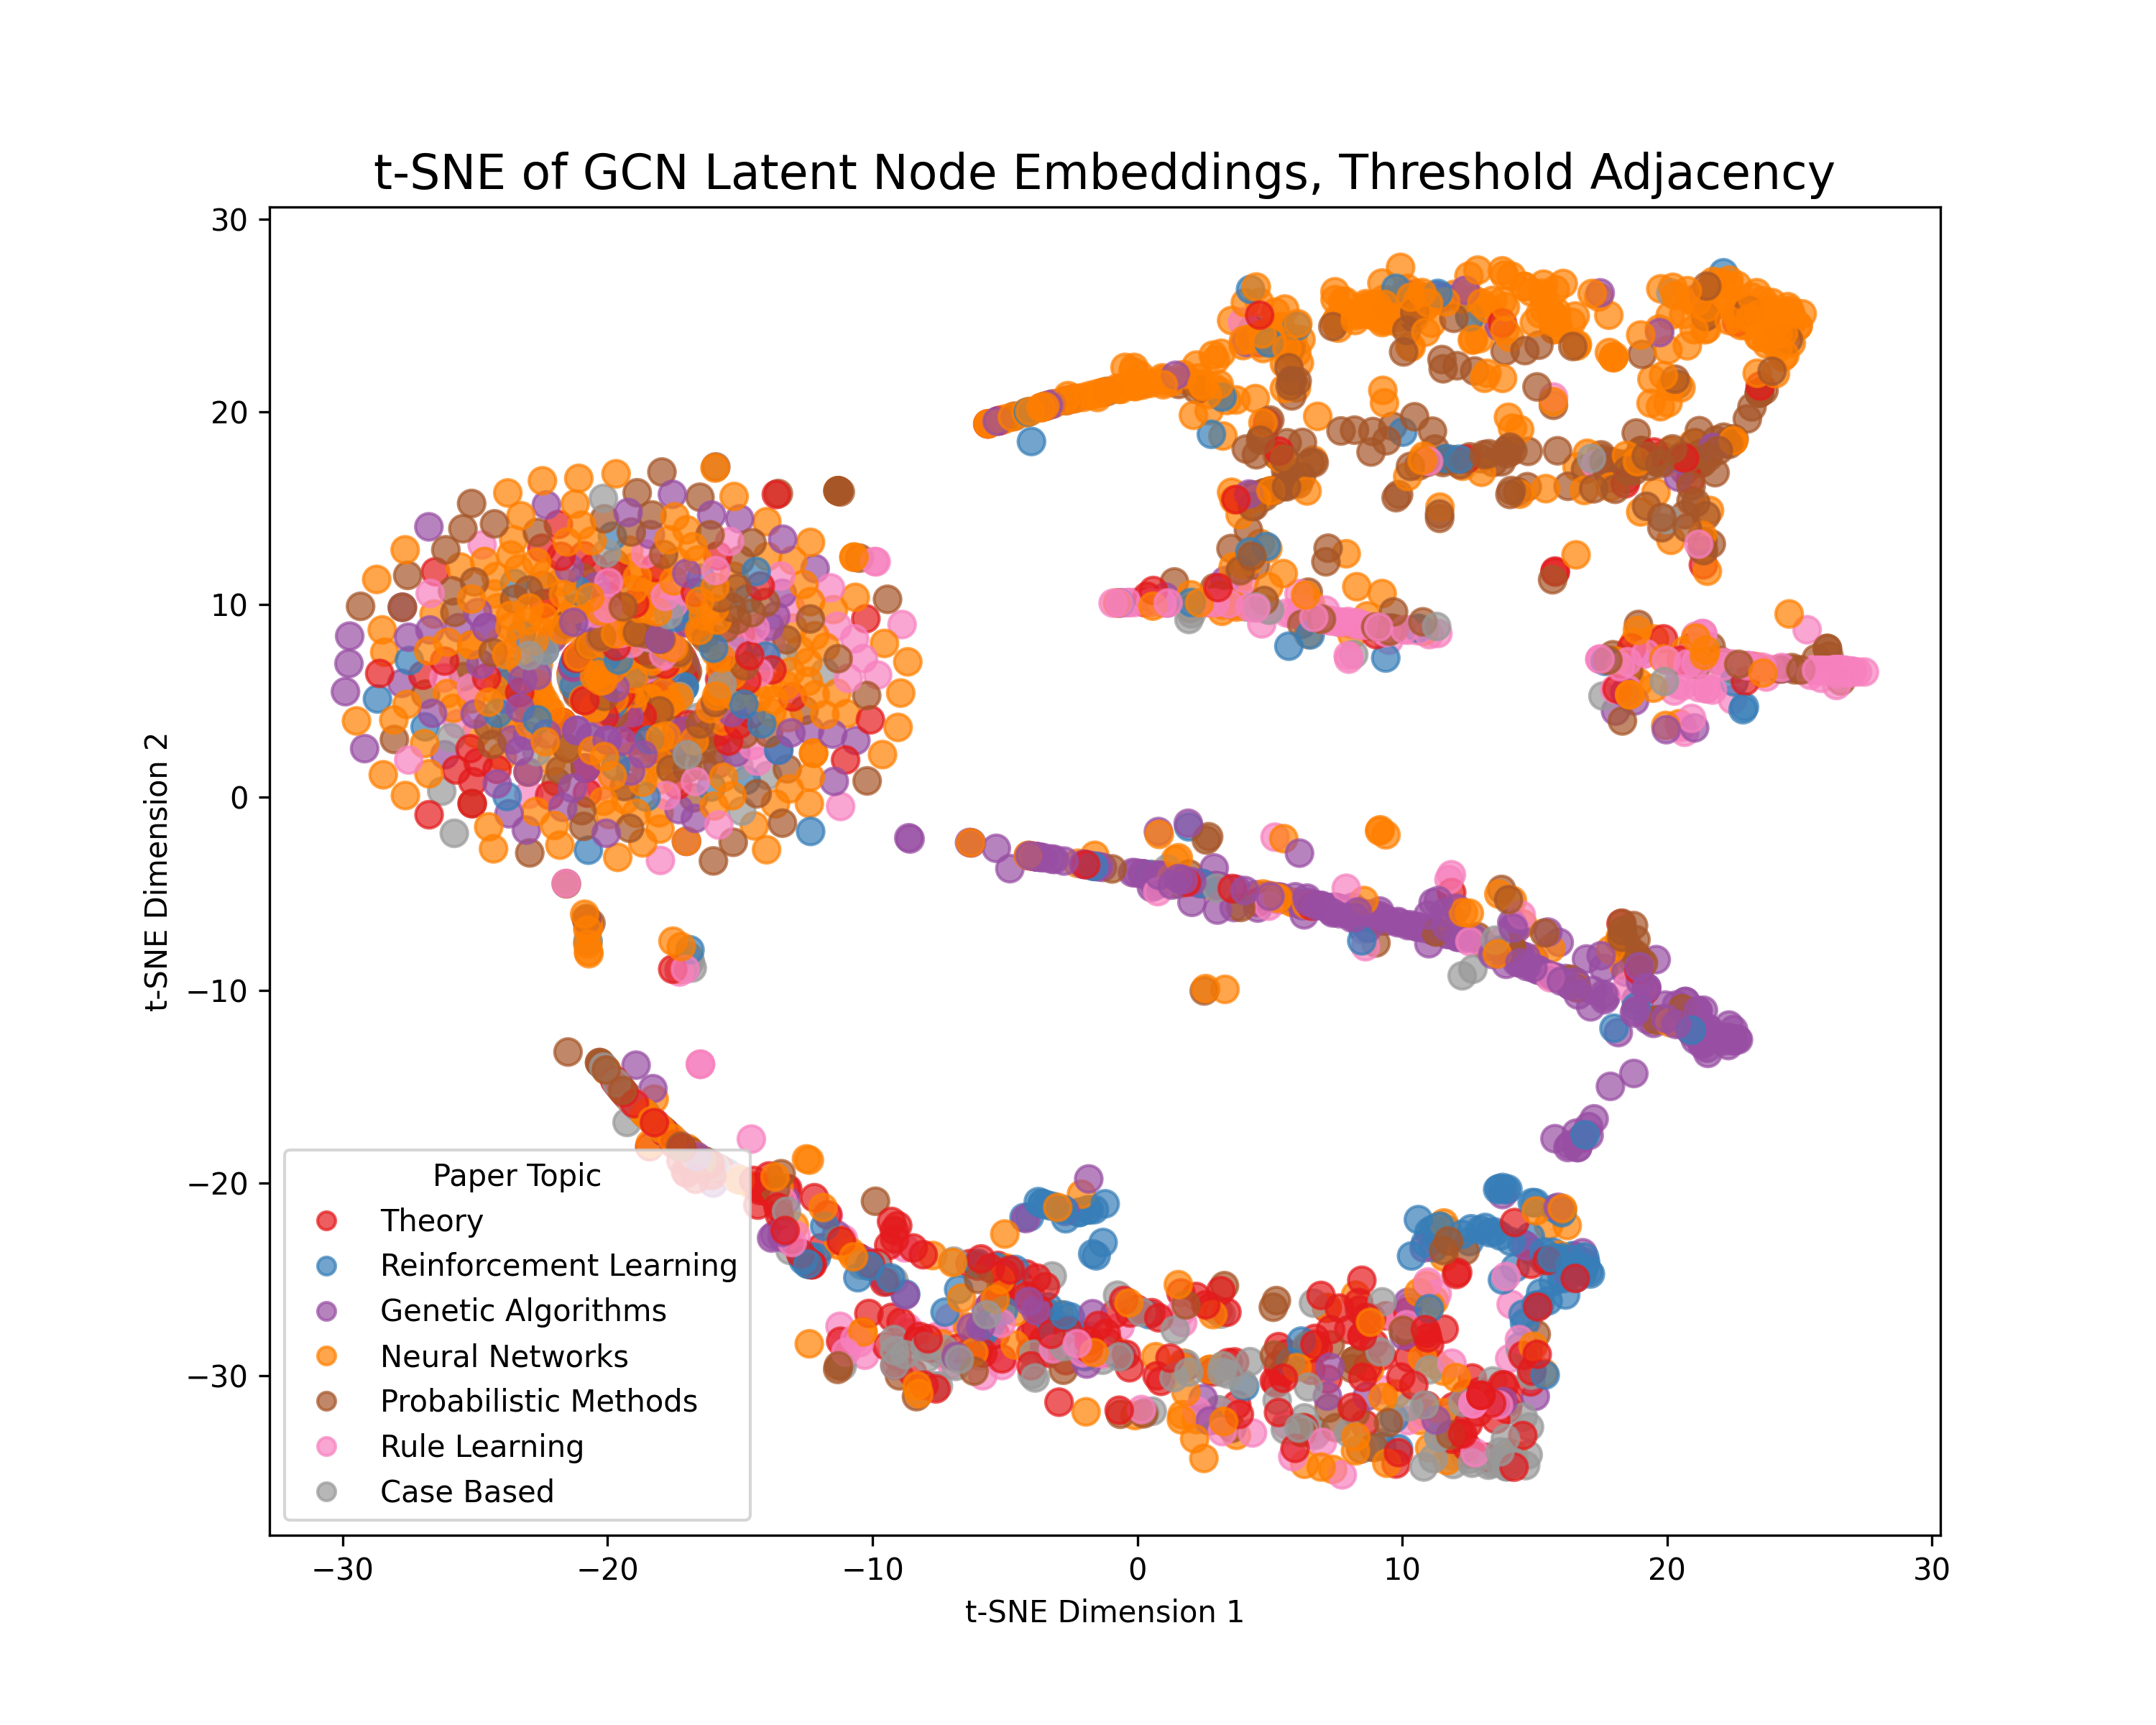 t-SNE of GCN Latent Node Embeddings, Threshold Adjacency
30
20
10
0
−10
−20
−30
t-SNE Dimension 2
Paper Topic
Theory
Reinforcement Learning
Genetic Algorithms
Neural Networks
Probabilistic Methods
Rule Learning
Case Based
−30 −20 −10 0 10 20 30
t-SNE Dimension 1